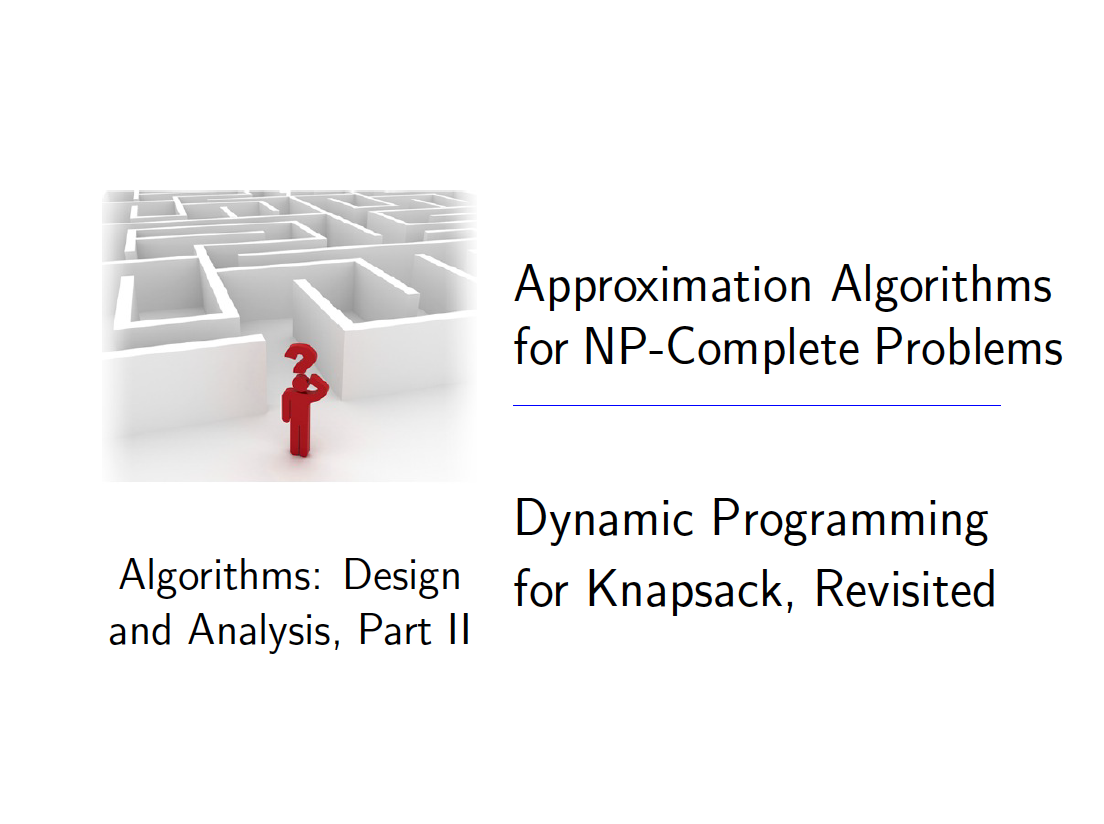 Approximation Algorithms
for NP-Complete Problems
Dynamic Programming
for Knapsack, Revisited
Algorithms: Design
and Analysis, Part II
?